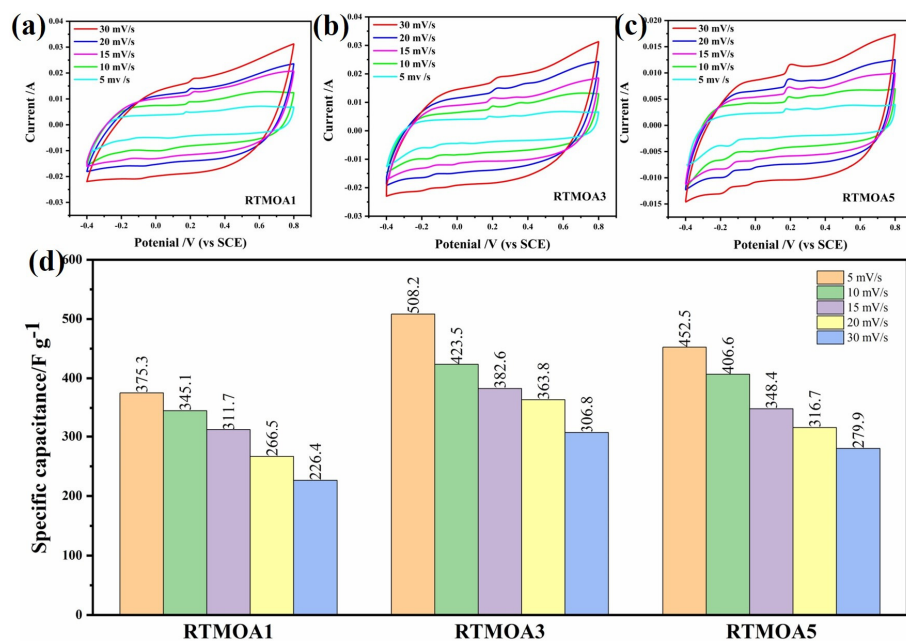 (a)
30 mV/s
20 mV/s
15 mV/s
10 mV/s
5 mv /s
0.04
0.03
0.02
0.01
0.00
-0.01
-0.02
-0.03
Current /A
-0.4 -0.2 0.0 0.2 0.4 0.6 0.8
Potenial /V (vs SCE)
RTMOA1
(b)
30 mV/s
20 mV/s
15 mV/s
10 mV/s
5 mv /s
0.04
0.03
0.02
0.01
0.00
-0.01
-0.02
-0.03
Current /A
-0.4 -0.2 0.0 0.2 0.4 0.6 0.8
Potenial /V (vs SCE)
RTMOA3
(c)
30 mV/s
20 mV/s
15 mV/s
10 mV/s
5 mv /s
0.020
0.015
0.010
0.005
0.000
-0.005
-0.010
-0.015
Current /A
-0.4 -0.2 0.0 0.2 0.4 0.6 0.8
Potenial /V (vs SCE)
RTMOA5
(d)
600
500
400
300
200
100
0
Specific capacitance/F g-1
5 mV/s
10 mV/s
15 mV/s
20 mV/s
30 mV/s
375.3
345.1
311.7
266.5
226.4
508.2
423.5
382.6
363.8
306.8
452.5
406.6
348.4
316.7
279.9
RTMOA1 RTMOA3 RTMOA5